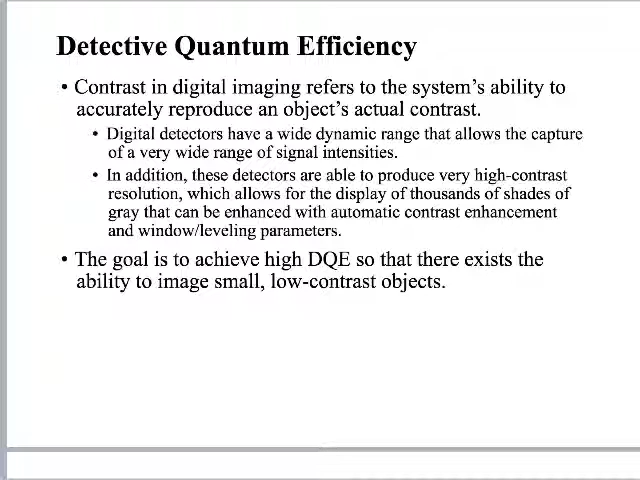 Detective Quantum Efficiency
• Contrast in digital imaging refers to the system's ability to
accurately reproduce an object's actual contrast.
• Digital detectors have a wide dynamic range that allows the capture
of a very wide range of signal intensities.
• In addition, these detectors are able to produce very high-contrast
resolution, which allows for the display of thousands of shades of
gray that can be enhanced with automatic contrast enhancement
and window/leveling parameters.
• The goal is to achieve high DQE so that there exists the
ability to image small, low-contrast objects.